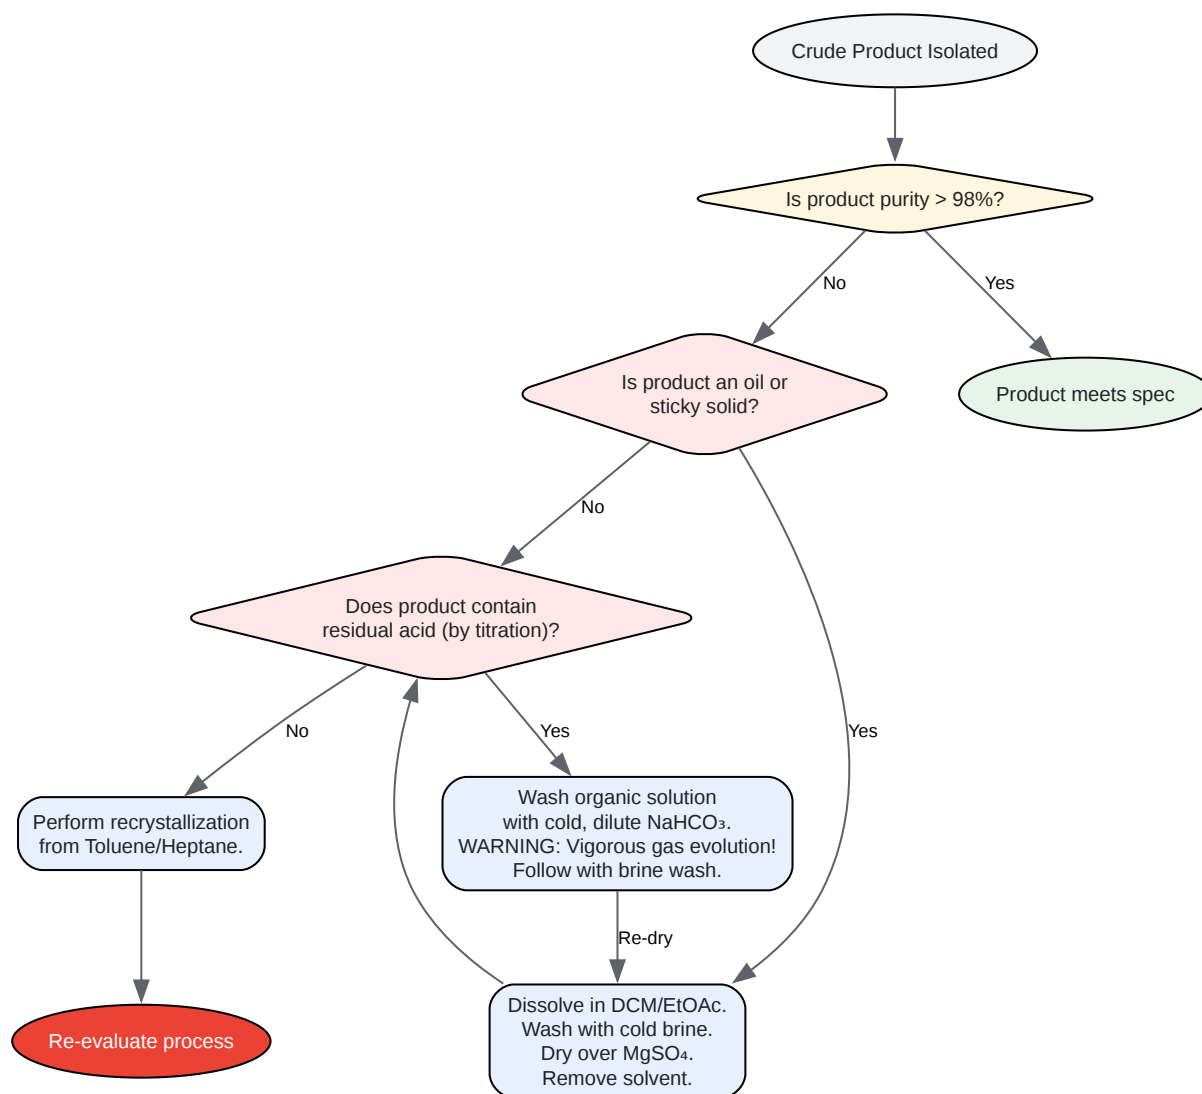 Crude Product Isolated
Is product purity > 98%?
No
Yes
Is product an oil or
sticky solid?
Product meets spec
No
Does product contain
residual acid (by titration)?
No
Yes
Yes
Perform recrystallization
from Toluene/Heptane.
Wash organic solution
with cold, dilute NaHCO₃.
WARNING: Vigorous gas evolution!
Follow with brine wash.
Re-dry
Re-evaluate process
Dissolve in DCM/EtOAc.
Wash with cold brine.
Dry over MgSO₄.
Remove solvent.